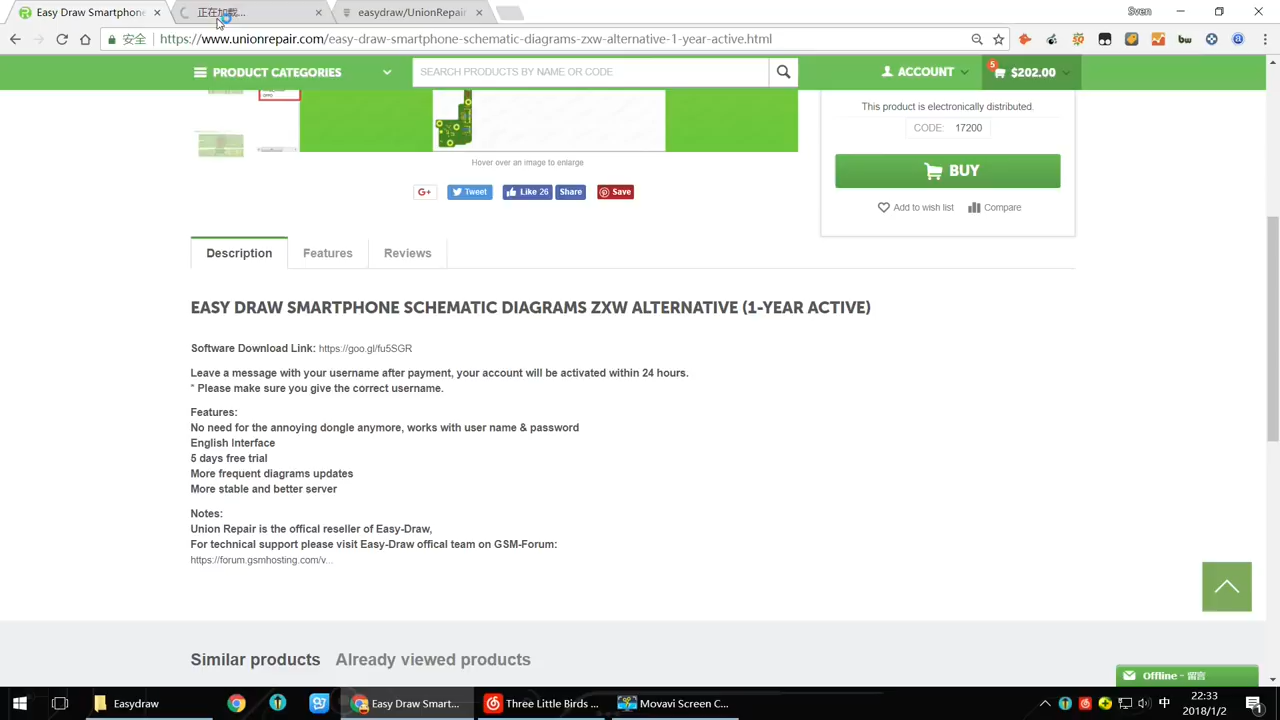 Easy Draw Smartphone
正在加载...
easydraw/UnionRepair
Sven
安全 https://www.unionrepair.com/easy-draw-smartphone-schematic-diagrams-zxw-alternative-1-year-active.html
PRODUCT CATEGORIES
SEARCH PRODUCTS BY NAME OR CODE
ACCOUNT
5
$202.00
This product is electronically distributed.
CODE: 17200
BUY
Hover over an image to enlarge
G+ Tweet Like 26 Share Save
Add to wish list Compare
Description Features Reviews
EASY DRAW SMARTPHONE SCHEMATIC DIAGRAMS ZXW ALTERNATIVE (1-YEAR ACTIVE)
Software Download Link: https://goo.gl/fu5SGR
Leave a message with your username after payment, your account will be activated within 24 hours.
* Please make sure you give the correct username.
Features:
No need for the annoying dongle anymore, works with user name & password
English Interface
5 days free trial
More frequent diagrams updates
More stable and better server
Notes:
Union Repair is the offical reseller of Easy-Draw,
For technical support please visit Easy-Draw offical team on GSM-Forum:
https://forum.gsmhosting.com/v...
Similar products Already viewed products
Offline - 留言
Easydraw
Easy Draw Smart...
Three Little Birds ...
Movavi Screen C...
中
22:33
2018/1/2